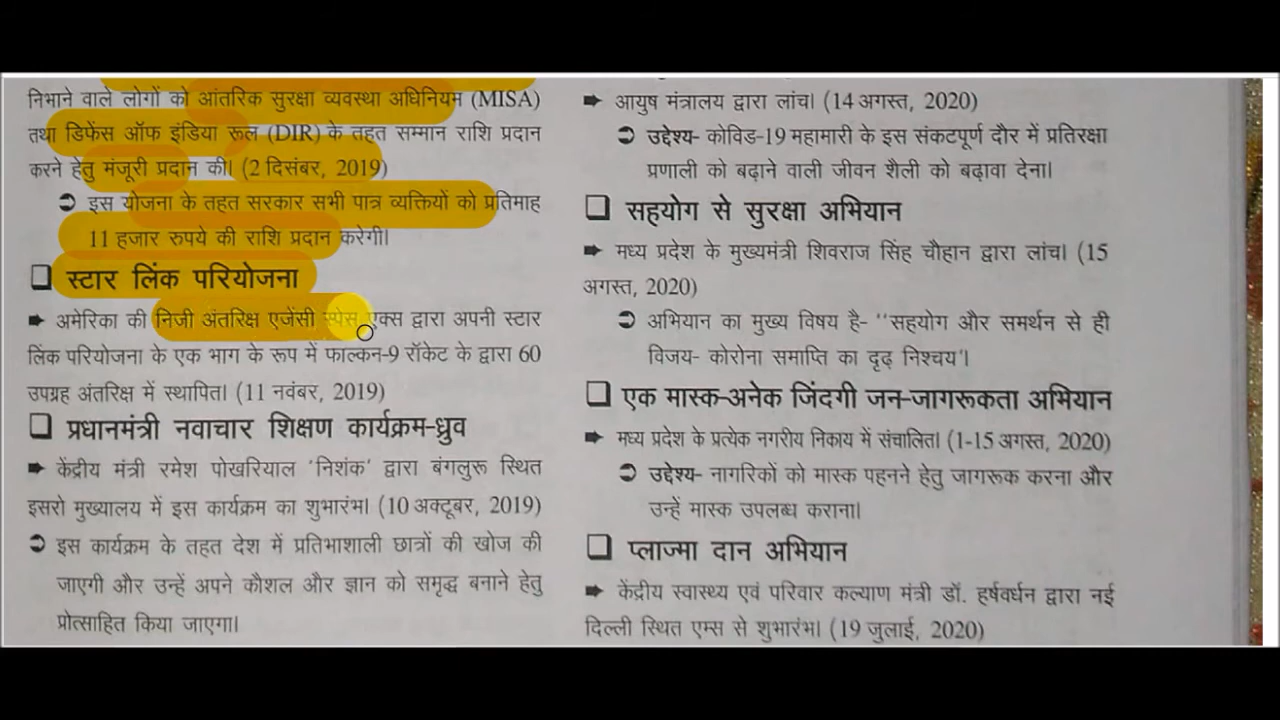 निभाने वाले लोगों को आंतरिक सुरक्षा व्यवस्था अधिनियम (MISA)
तथा डिफेंस ऑफ इंडिया रूल (DIR) के तहत सम्मान राशि प्रदान
करने हेतु मंजूरी प्रदान की। (2 दिसंबर, 2019)
इस योजना के तहत सरकार सभी पात्र व्यक्तियों को प्रतिमाह
11 हजार रुपये की राशि प्रदान करेगी।
स्टार लिंक परियोजना
अमेरिका की निजी अंतरिक्ष एजेंसी स्पेस एक्स द्वारा अपनी स्टार
लिंक परियोजना के एक भाग के रूप में फाल्कन-9 रॉकेट के द्वारा 60
उपग्रह अंतरिक्ष में स्थापित। (11 नवंबर, 2019)
प्रधानमंत्री नवाचार शिक्षण कार्यक्रम-ध्रुव
केंद्रीय मंत्री रमेश पोखरियाल 'निशंक' द्वारा बंगलुरू स्थित
इसरो मुख्यालय में इस कार्यक्रम का शुभारंभ। (10 अक्टूबर, 2019)
इस कार्यक्रम के तहत देश में प्रतिभाशाली छात्रों की खोज की
जाएगी और उन्हें अपने कौशल और ज्ञान को समृद्ध बनाने हेतु
प्रोत्साहित किया जाएगा।
आयुष मंत्रालय द्वारा लांच। (14 अगस्त, 2020)
उद्देश्य- कोविड-19 महामारी के इस संकटपूर्ण दौर में प्रतिरक्षा
प्रणाली को बढ़ाने वाली जीवन शैली को बढ़ावा देना।
सहयोग से सुरक्षा अभियान
मध्य प्रदेश के मुख्यमंत्री शिवराज सिंह चौहान द्वारा लांच। (15
अगस्त, 2020)
अभियान का मुख्य विषय है- ''सहयोग और समर्थन से ही
विजय- कोरोना समाप्ति का दृढ़ निश्चय'।
एक मास्क-अनेक जिंदगी जन-जागरूकता अभियान
मध्य प्रदेश के प्रत्येक नगरीय निकाय में संचालित। (1-15 अगस्त, 2020)
उद्देश्य- नागरिकों को मास्क पहनने हेतु जागरूक करना और
उन्हें मास्क उपलब्ध कराना।
प्लाज्मा दान अभियान
केंद्रीय स्वास्थ्य एवं परिवार कल्याण मंत्री डॉ. हर्षवर्धन द्वारा नई
दिल्ली स्थित एम्स से शुभारंभ। (19 जुलाई, 2020)